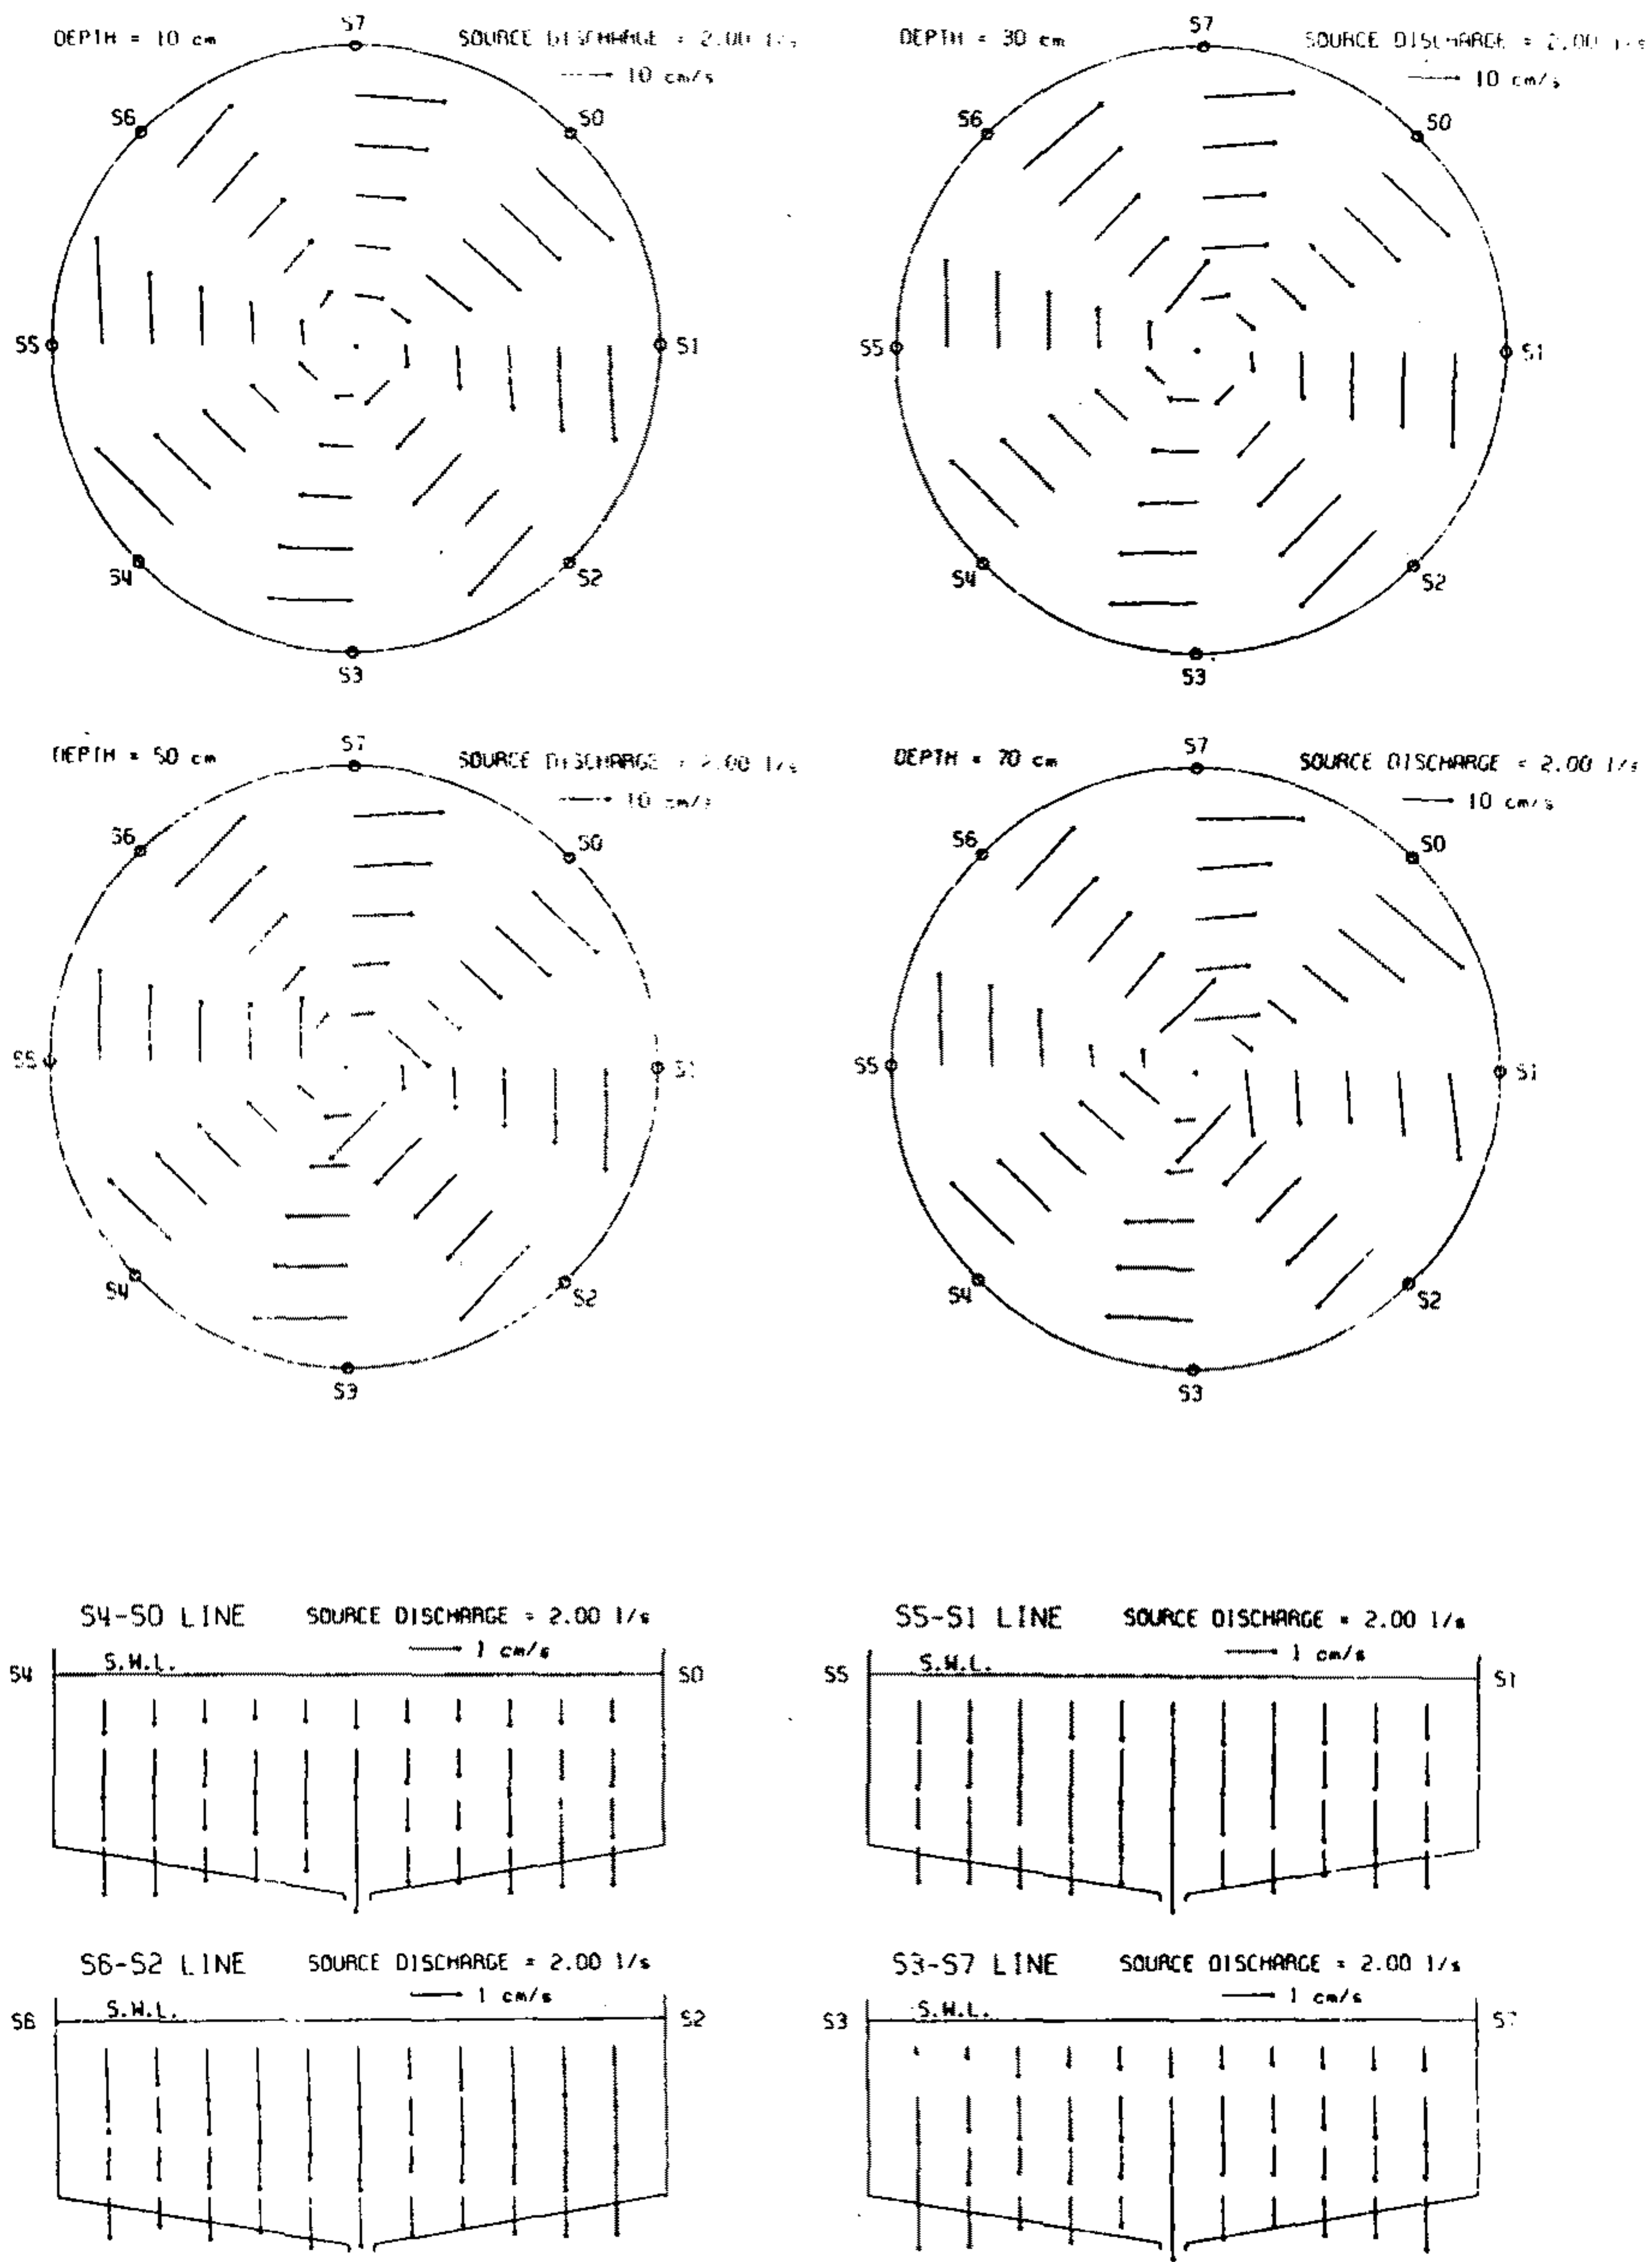 S7 S7
DEPTH = 10 cm SOURCE DISCHARGE = 2.00 l/s DEPTH = 30 cm SOURCE DISCHARGE = 2.00 l/s
10 cm/s 10 cm/s
S6 S0 S6 S0
S5 S1 S5 S1
S4 S2 S4 S2
S3 S3
S7 S7
DEPTH = 50 cm SOURCE DISCHARGE = 2.00 l/s DEPTH = 70 cm SOURCE DISCHARGE = 2.00 l/s
10 cm/s 10 cm/s
S6 S0 S6 S0
S5 S1 S5 S1
S4 S2 S4 S2
S3 S3
S4-S0 LINE SOURCE DISCHARGE = 2.00 l/s S5-S1 LINE SOURCE DISCHARGE = 2.00 l/s
1 cm/s 1 cm/s
S4 S.W.L. S0 S5 S.W.L. S1
S6-S2 LINE SOURCE DISCHARGE = 2.00 l/s S3-S7 LINE SOURCE DISCHARGE = 2.00 l/s
1 cm/s 1 cm/s
S6 S.W.L. S2 S3 S.W.L. S7